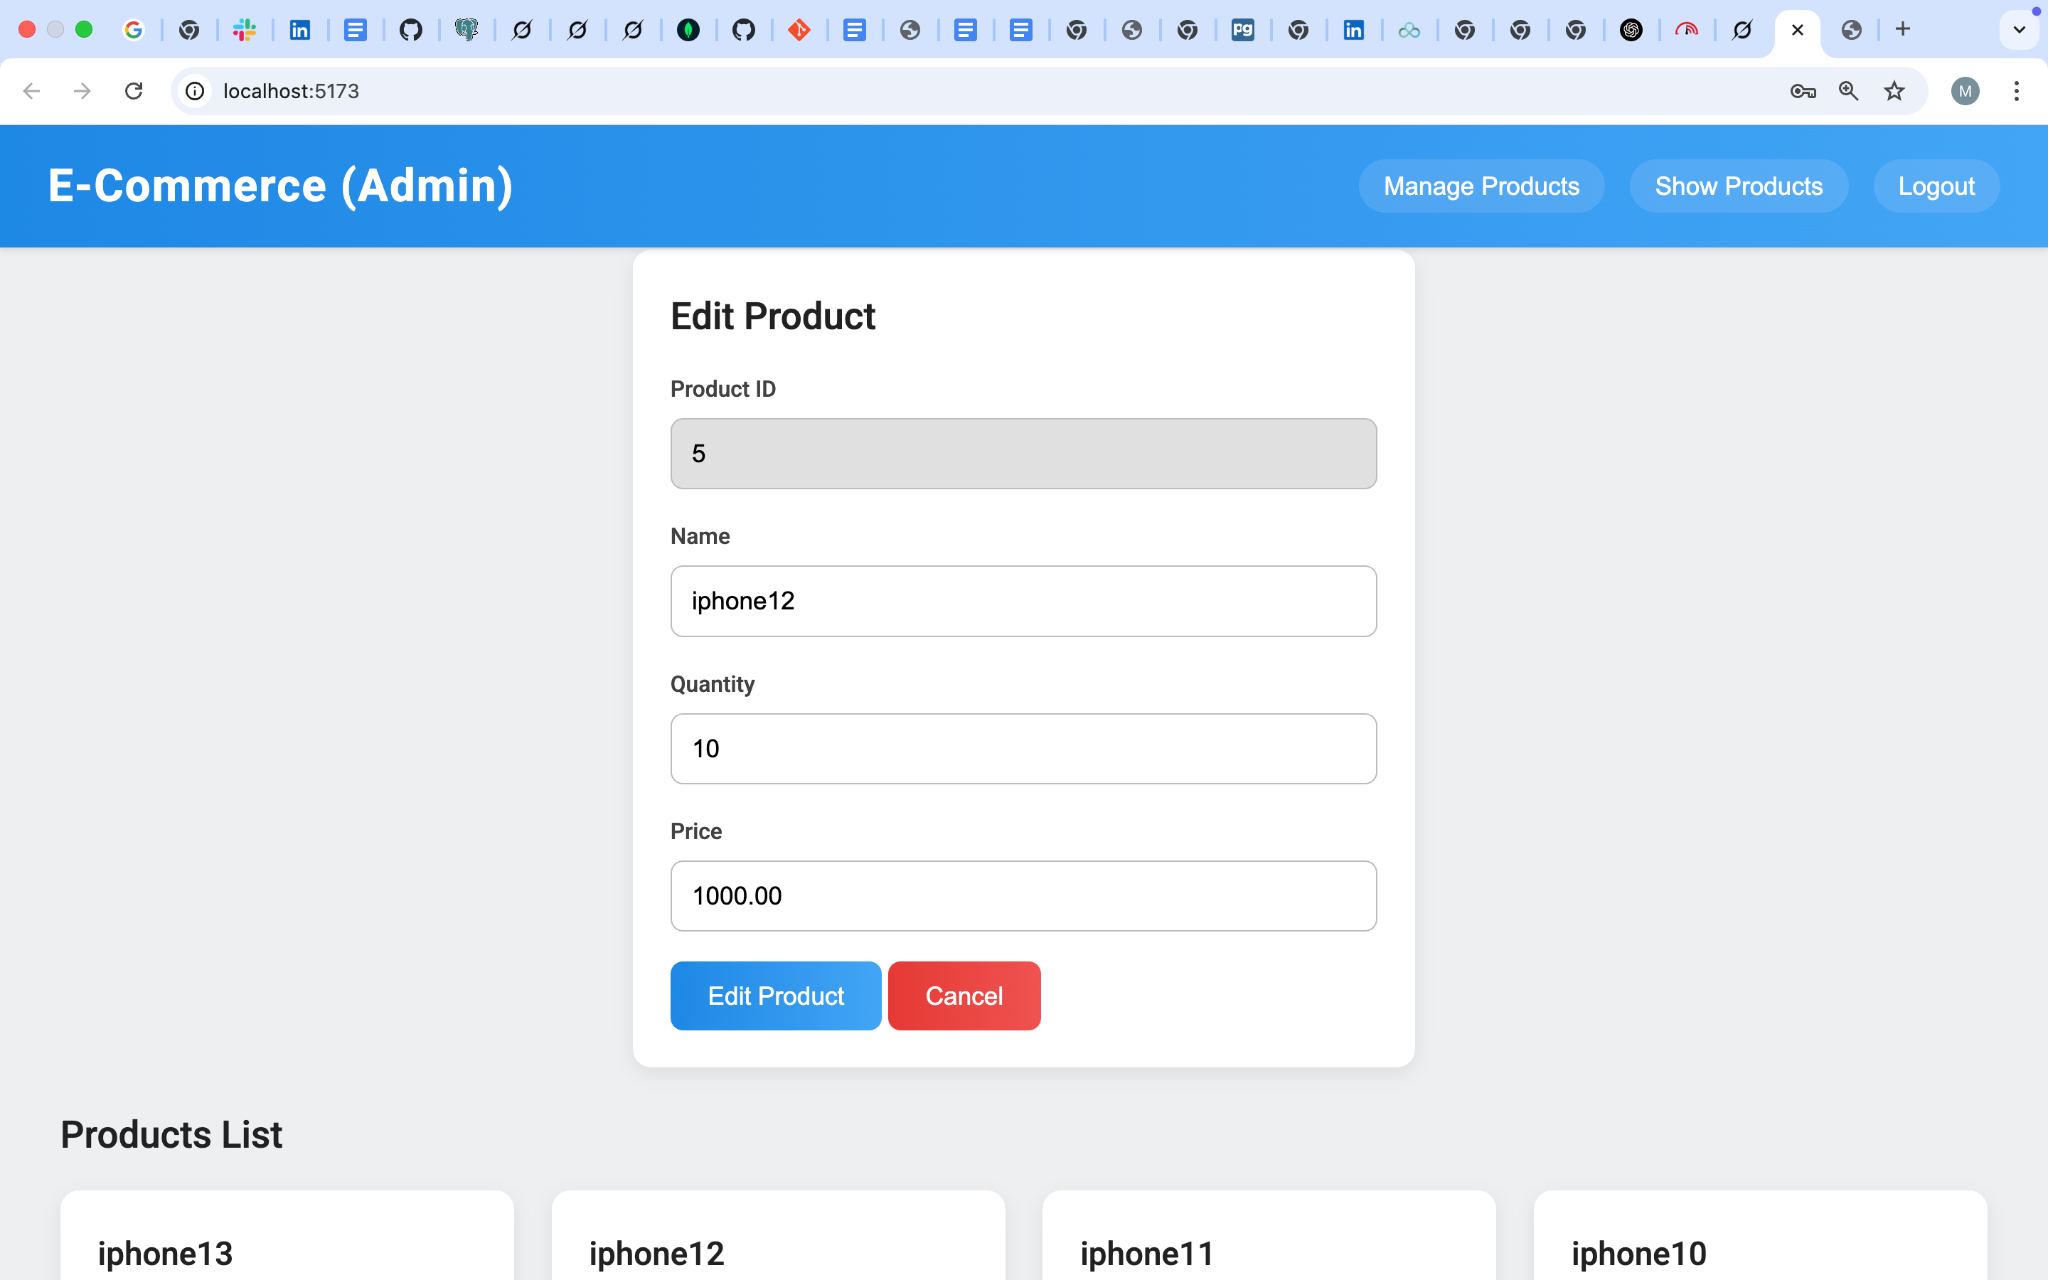 localhost:5173
M
E-Commerce (Admin)
Manage Products
Show Products
Logout
Edit Product
Product ID
5
Name
iphone12
Quantity
10
Price
1000.00
Edit Product
Cancel
Products List
iphone13
iphone12
iphone11
iphone10